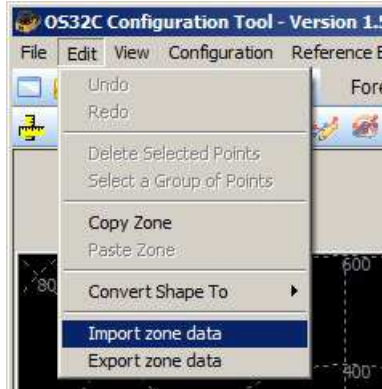 OS32C Configuration Tool - Version 1.5
File Edit View Configuration Reference
Undo
Redo
Delete Selected Points
Select a Group of Points
Copy Zone
Paste Zone
Convert Shape To
Import zone data
Export zone data
600
400